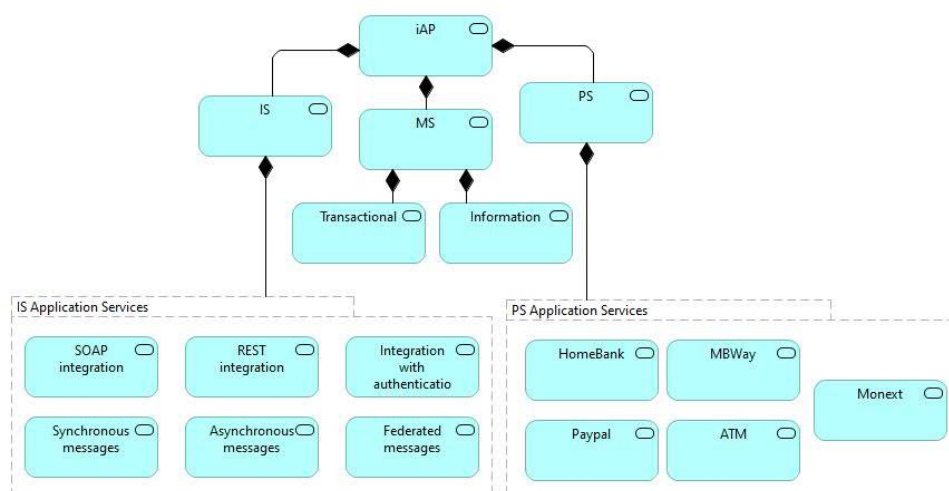 iAP
IS
MS
PS
Transactional
Information
IS Application Services
PS Application Services
SOAP
integration
REST
integration
Integration
with
authenticatio
HomeBank
MBWay
Monext
Synchronous
messages
Asynchronous
messages
Federated
messages
Paypal
ATM